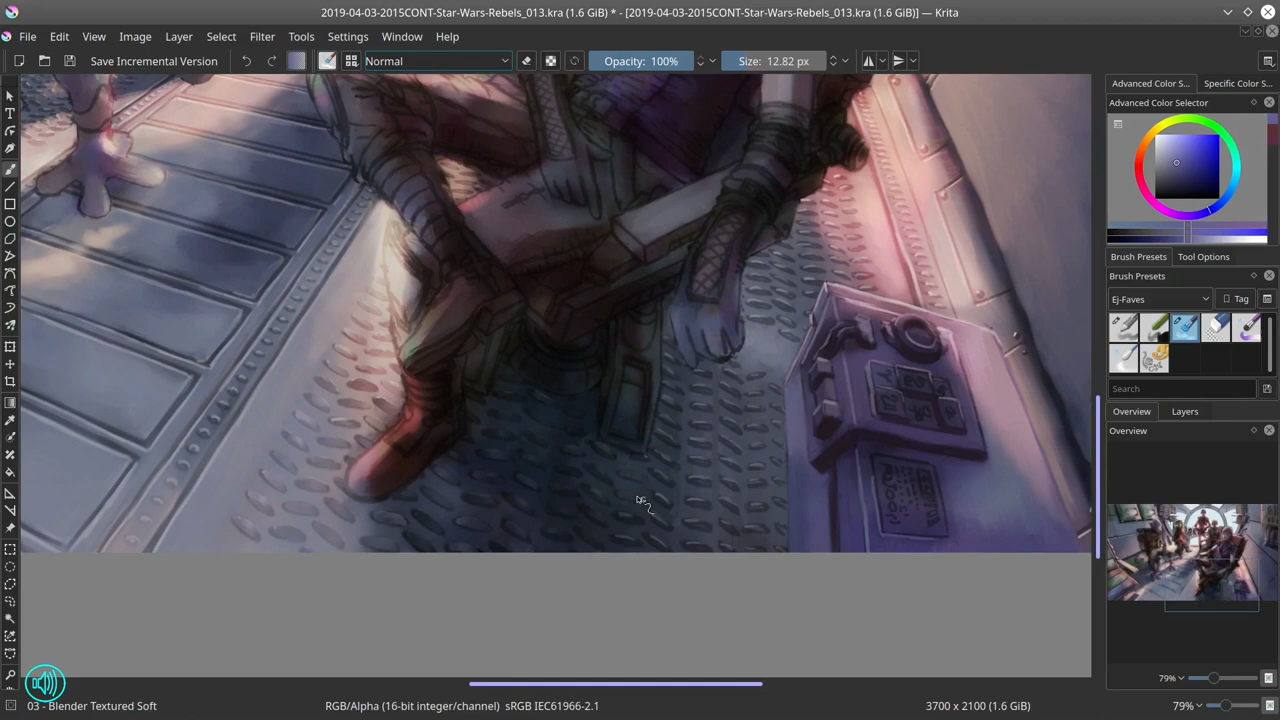 2019-04-03-2015CONT-Star-Wars-Rebels_013.kra (1.6 GiB) * - [2019-04-03-2015CONT-Star-Wars-Rebels_013.kra (1.6 GiB)] — Krita
File Edit View Image Layer Select Filter Tools Settings Window Help
Save Incremental Version Normal Opacity: 100% Size: 12.82 px
Advanced Color S... Specific Color S...
Advanced Color Selector
Brush Presets Tool Options
Brush Presets
Ej-Faves Tag
Search
Overview Layers
Overview
79%
03 - Blender Textured Soft RGB/Alpha (16-bit integer/channel) sRGB IEC61966-2.1 3700 x 2100 (1.6 GiB) 79%